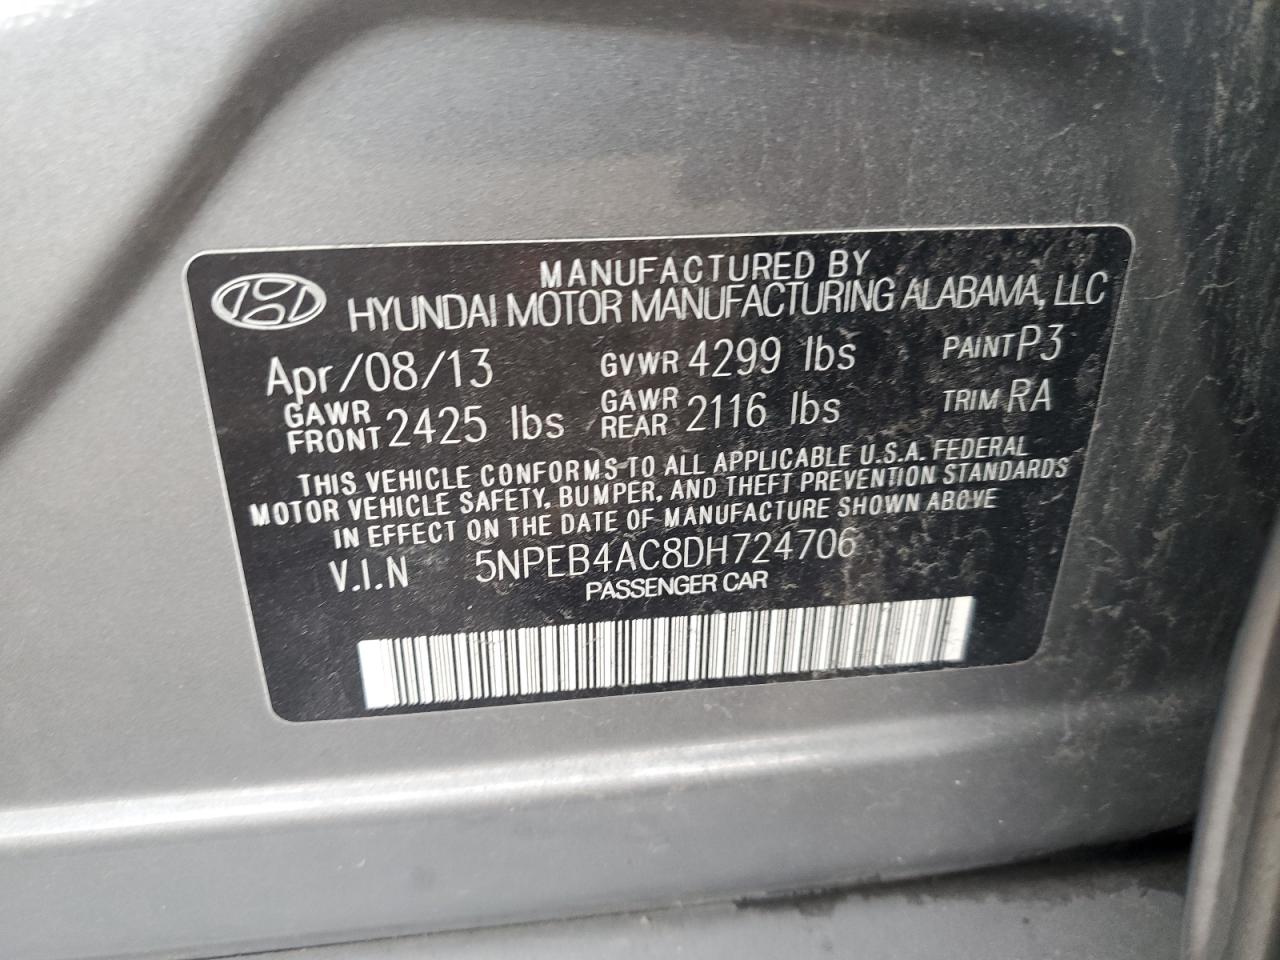 MANUFACTURED BY
HYUNDAI MOTOR MANUFACTURING ALABAMA, LLC
Apr/08/13 GVWR 4299 lbs PAINT P3
GAWR FRONT 2425 lbs GAWR REAR 2116 lbs TRIM RA
THIS VEHICLE CONFORMS TO ALL APPLICABLE U.S.A. FEDERAL
MOTOR VEHICLE SAFETY, BUMPER, AND THEFT PREVENTION STANDARDS
IN EFFECT ON THE DATE OF MANUFACTURE SHOWN ABOVE
V.I.N 5NPEB4AC8DH724706
PASSENGER CAR